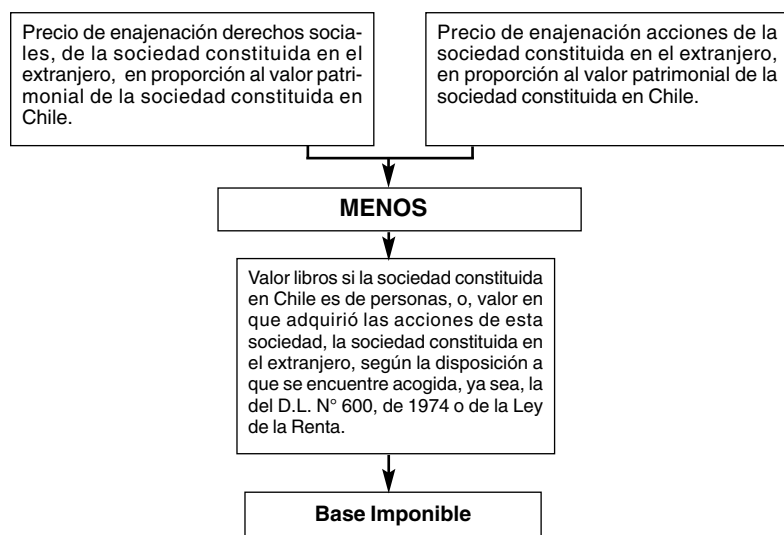 Precio de enajenación derechos socia-
les, de la sociedad constituida en el
extranjero, en proporción al valor patri-
monial de la sociedad constituida en
Chile.
Precio de enajenación acciones de la
sociedad constituida en el extranjero,
en proporción al valor patrimonial de la
sociedad constituida en Chile.
MENOS
Valor libros si la sociedad constituida
en Chile es de personas, o, valor en
que adquirió las acciones de esta
sociedad, la sociedad constituida en
el extranjero, según la disposición a
que se encuentre acogida, ya sea, la
del D.L. N° 600, de 1974 o de la Ley
de la Renta.
Base Imponible